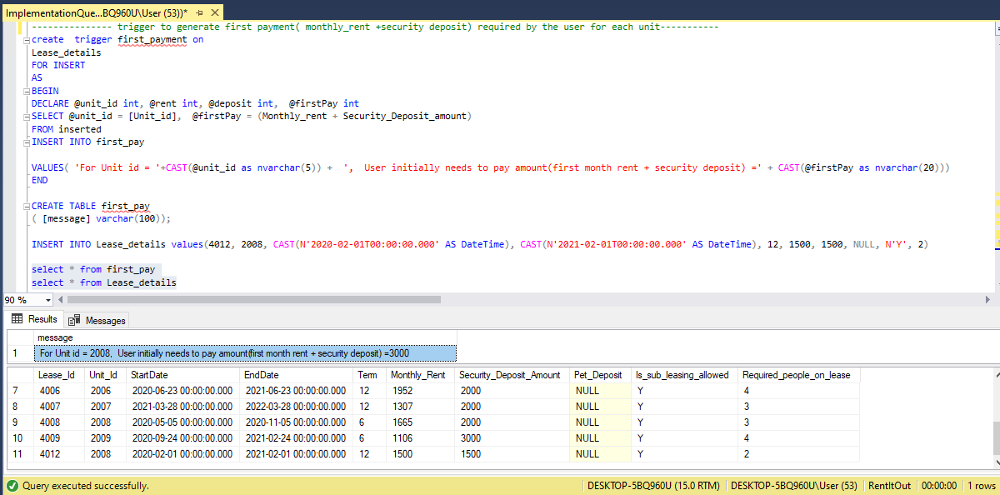 ImplementationQue...BQ960U\User (53))*
--------------- trigger to generate first payment( monthly_rent +security deposit) required by the user for each unit-----------
create  trigger first_payment on
Lease_details
FOR INSERT
AS
BEGIN
DECLARE @unit_id int, @rent int, @deposit int,  @firstPay int
SELECT @unit_id = [Unit_id],  @firstPay = (Monthly_rent + Security_Deposit_amount)
FROM inserted
INSERT INTO first_pay
VALUES( 'For Unit id = '+CAST(@unit_id as nvarchar(5)) +  ',  User initially needs to pay amount(first month rent + security deposit) =' + CAST(@firstPay as nvarchar(20)))
END
CREATE TABLE first_pay
( [message] varchar(100));
INSERT INTO Lease_details values(4012, 2008, CAST(N'2020-02-01T00:00:00.000' AS DateTime), CAST(N'2021-02-01T00:00:00.000' AS DateTime), 12, 1500, 1500, NULL, N'Y', 2)
select * from first_pay
select * from Lease_details
90 %
Results Messages
message
1 For Unit id = 2008,  User initially needs to pay amount(first month rent + security deposit) =3000
Lease_Id Unit_Id StartDate EndDate Term Monthly_Rent Security_Deposit_Amount Pet_Deposit Is_sub_leasing_allowed Required_people_on_lease
7 4006 2006 2020-06-23 00:00:00.000 2021-06-23 00:00:00.000 12 1952 2000 NULL Y 4
8 4007 2007 2021-03-28 00:00:00.000 2022-03-28 00:00:00.000 12 1307 2000 NULL Y 3
9 4008 2008 2020-05-05 00:00:00.000 2020-11-05 00:00:00.000 6 1665 2000 NULL Y 3
10 4009 2009 2020-09-24 00:00:00.000 2021-02-24 00:00:00.000 6 1106 3000 NULL Y 4
11 4012 2008 2020-02-01 00:00:00.000 2021-02-01 00:00:00.000 12 1500 1500 NULL Y 2
Query executed successfully. DESKTOP-5BQ960U (15.0 RTM) DESKTOP-5BQ960U\User (53) RentItOut 00:00:00 1 rows